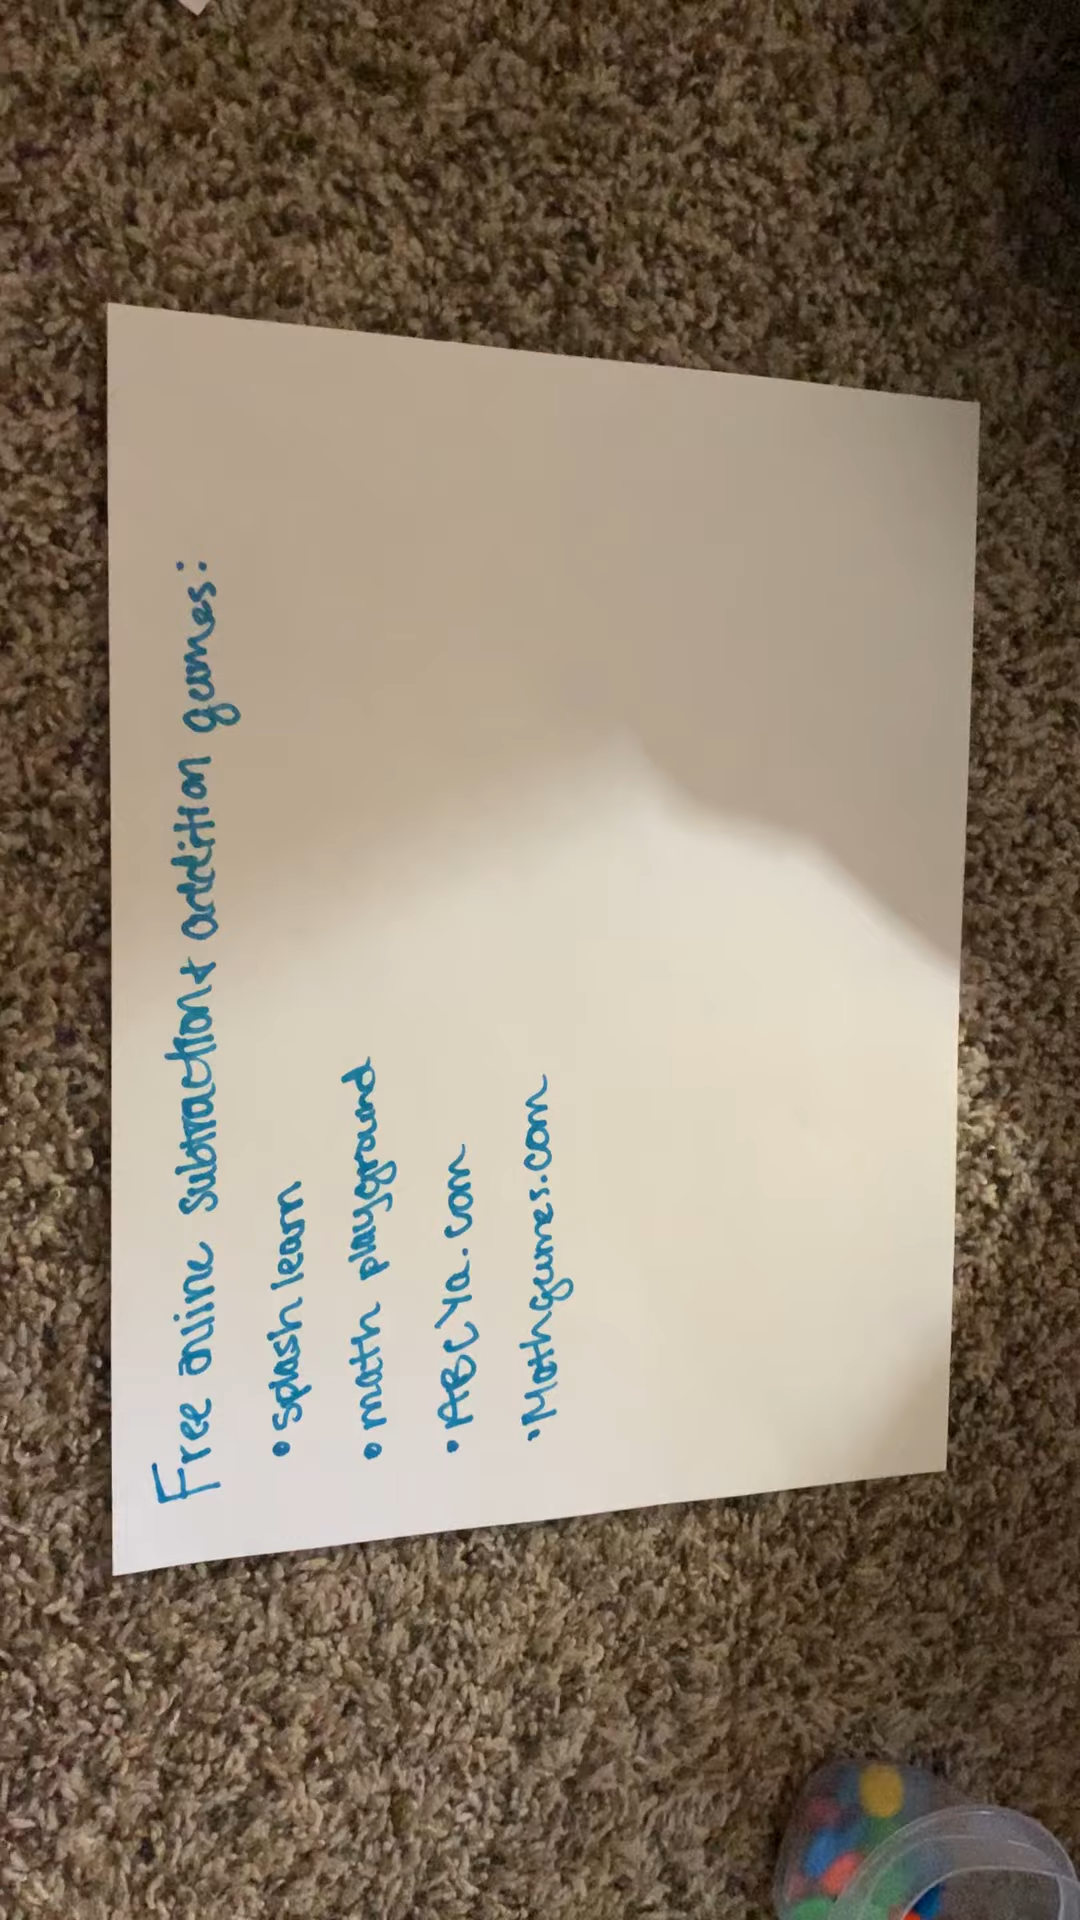 Free online subtraction & addition games:
• splash learn
• math playground
• ABCYa.com
• Mathgames.com